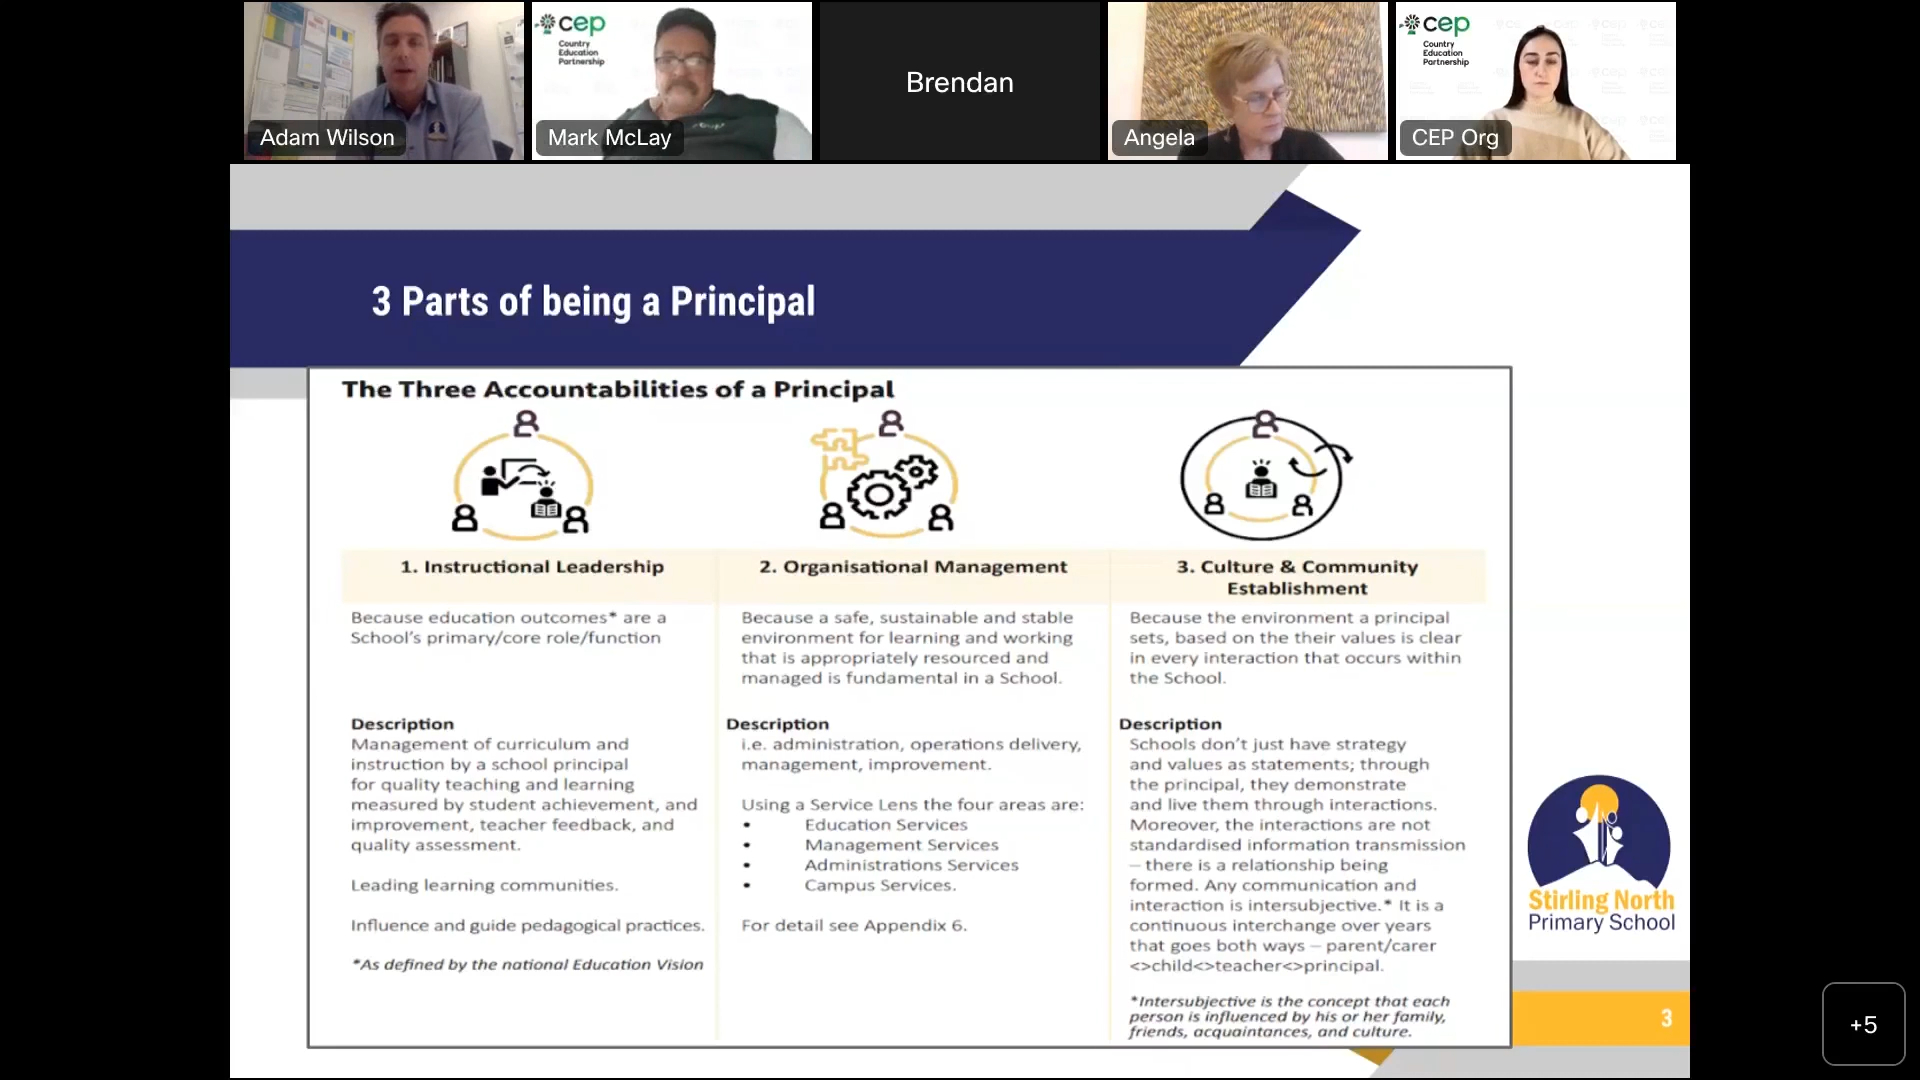 Adam Wilson
cep
Country
Education
Partnership
Mark McLay
Brendan
Angela
cep
Country
Education
Partnership
CEP Org
3 Parts of being a Principal
The Three Accountabilities of a Principal
1. Instructional Leadership
Because education outcomes* are a
School's primary/core role/function
Description
Management of curriculum and
instruction by a school principal
for quality teaching and learning
measured by student achievement, and
improvement, teacher feedback, and
quality assessment.
Leading learning communities.
Influence and guide pedagogical practices.
*As defined by the national Education Vision
2. Organisational Management
Because a safe, sustainable and stable
environment for learning and working
that is appropriately resourced and
managed is fundamental in a School.
Description
i.e. administration, operations delivery,
management, improvement.
Using a Service Lens the four areas are:
• Education Services
• Management Services
• Administrations Services
• Campus Services.
For detail see Appendix 6.
3. Culture & Community
Establishment
Because the environment a principal
sets, based on the their values is clear
in every interaction that occurs within
the School.
Description
Schools don't just have strategy
and values as statements; through
the principal, they demonstrate
and live them through interactions.
Moreover, the interactions are not
standardised information transmission
– there is a relationship being
formed. Any communication and
interaction is intersubjective.* It is a
continuous interchange over years
that goes both ways – parent/carer
<>child<>teacher<>principal.
*Intersubjective is the concept that each
person is influenced by his or her family,
friends, acquaintances, and culture.
Stirling North
Primary School
3
+5